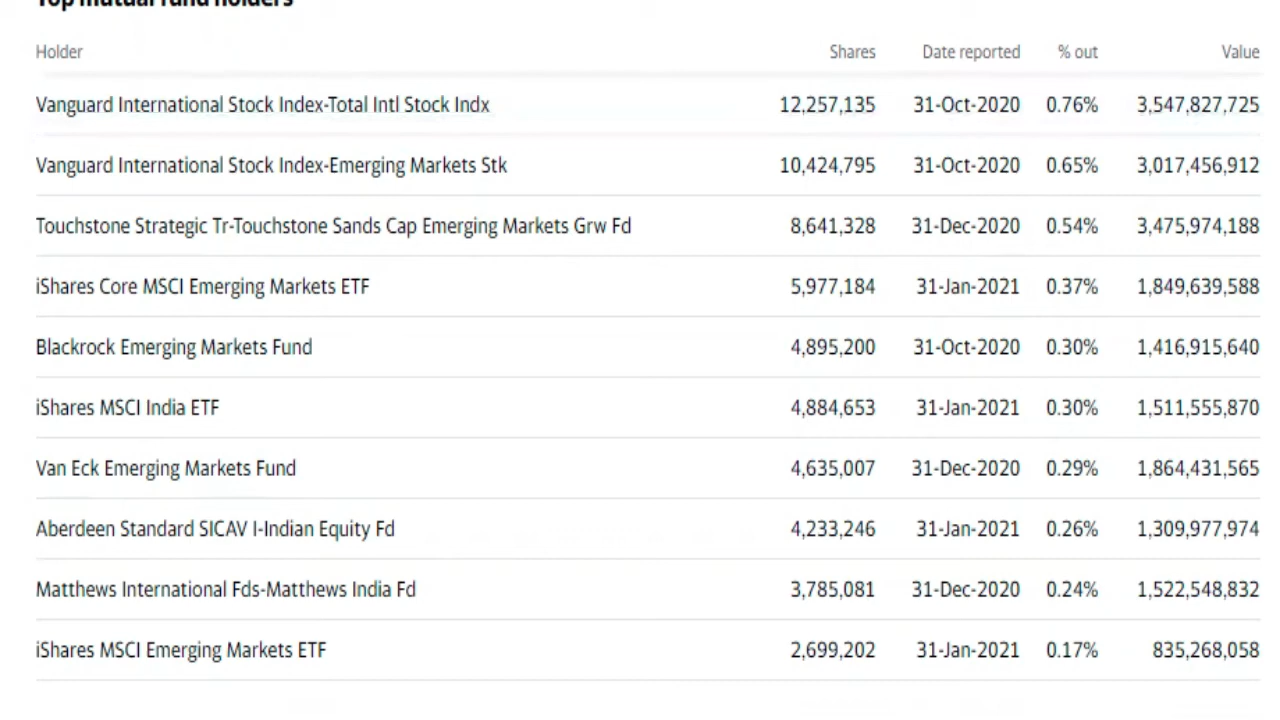 Top mutual fund holders
Holder Shares Date reported % out Value
Vanguard International Stock Index-Total Intl Stock Indx 12,257,135 31-Oct-2020 0.76% 3,547,827,725
Vanguard International Stock Index-Emerging Markets Stk 10,424,795 31-Oct-2020 0.65% 3,017,456,912
Touchstone Strategic Tr-Touchstone Sands Cap Emerging Markets Grw Fd 8,641,328 31-Dec-2020 0.54% 3,475,974,188
iShares Core MSCI Emerging Markets ETF 5,977,184 31-Jan-2021 0.37% 1,849,639,588
Blackrock Emerging Markets Fund 4,895,200 31-Oct-2020 0.30% 1,416,915,640
iShares MSCI India ETF 4,884,653 31-Jan-2021 0.30% 1,511,555,870
Van Eck Emerging Markets Fund 4,635,007 31-Dec-2020 0.29% 1,864,431,565
Aberdeen Standard SICAV I-Indian Equity Fd 4,233,246 31-Jan-2021 0.26% 1,309,977,974
Matthews International Fds-Matthews India Fd 3,785,081 31-Dec-2020 0.24% 1,522,548,832
iShares MSCI Emerging Markets ETF 2,699,202 31-Jan-2021 0.17% 835,268,058